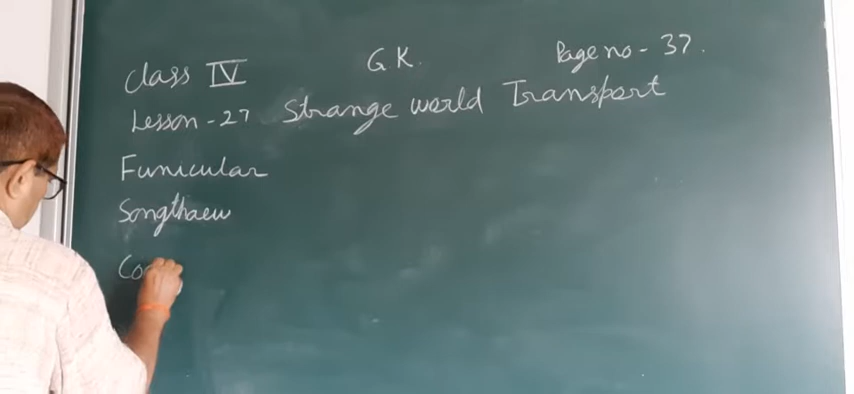 Class IV G K. Page no - 37.
Lesson - 27 Strange world Transport
Funicular
Songthaew
Co